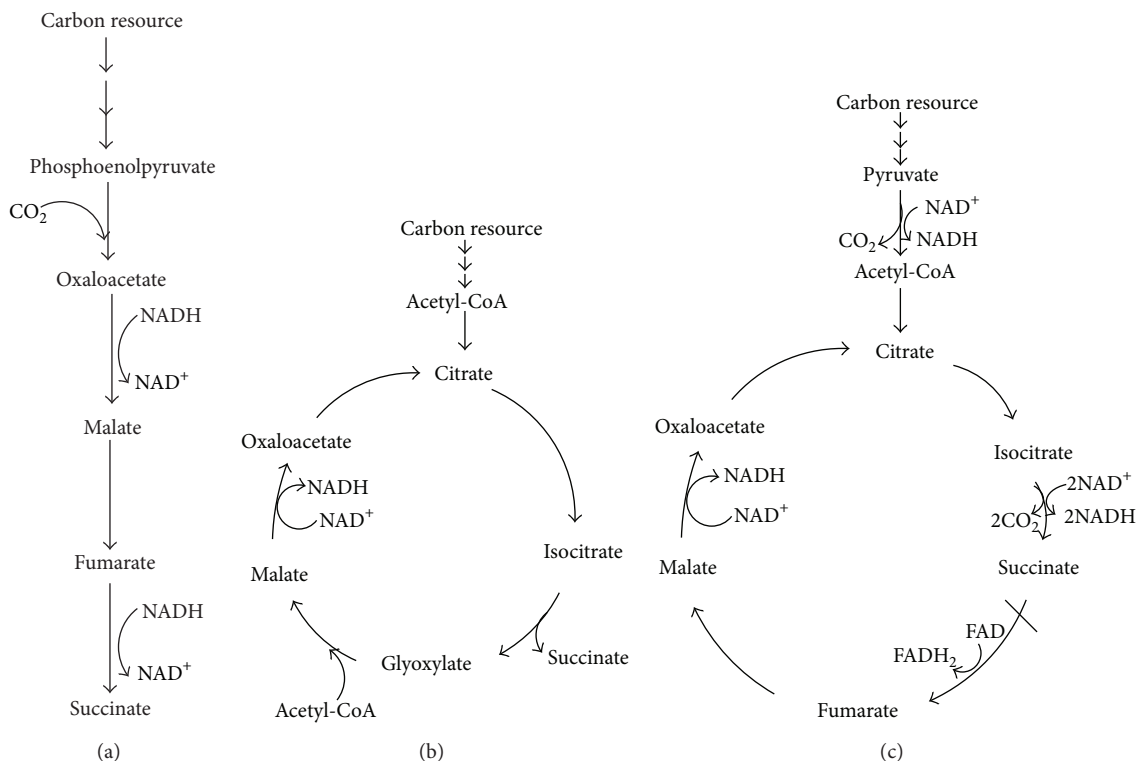 Carbon resource
Phosphoenolpyruvate
CO₂
Oxaloacetate
NADH
NAD⁺
Malate
Fumarate
NADH
NAD⁺
Succinate
(a)
Carbon resource
Acetyl-CoA
Citrate
Oxaloacetate
NADH
NAD⁺
Isocitrate
Malate
Glyoxylate
Succinate
Acetyl-CoA
(b)
Carbon resource
Pyruvate
NAD⁺
CO₂
NADH
Acetyl-CoA
Citrate
Oxaloacetate
Isocitrate
NADH
2NAD⁺
NAD⁺
2CO₂
2NADH
Malate
Succinate
FAD
FADH₂
Fumarate
(c)